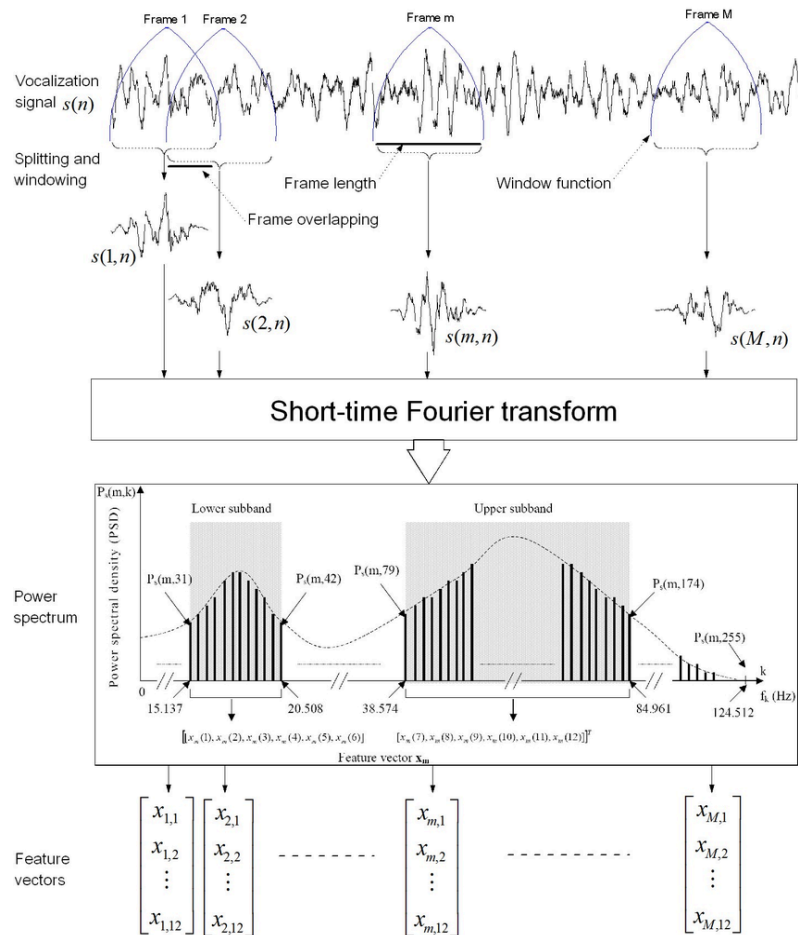 Frame 1
Frame 2
Frame m
Frame M
Vocalization
signal s(n)
Splitting and
windowing
Frame length
Window function
Frame overlapping
s(1,n)
s(2,n)
s(m,n)
s(M,n)
Short-time Fourier transform
Power
spectrum
Power spectral density (PSD)
Pₛ(m,k)
Lower subband
Upper subband
Pₛ(m,31)
Pₛ(m,42)
Pₛ(m,79)
Pₛ(m,174)
Pₛ(m,255)
k
0
fₖ (Hz)
15.137
20.508
38.574
84.961
124.512
[[xₘ(1), xₘ(2), xₘ(3), xₘ(4), xₘ(5), xₘ(6)]
[xₘ(7), xₘ(8), xₘ(9), xₘ(10), xₘ(11), xₘ(12)]]ᵀ
Feature vector xₘ
Feature
vectors
x₁,₁ x₂,₁ xₘ,₁ x_M,1
x₁,₂ x₂,₂ xₘ,₂ x_M,2
⋮ ⋮ ⋮ ⋮
x₁,₁₂ x₂,₁₂ xₘ,₁₂ x_M,12